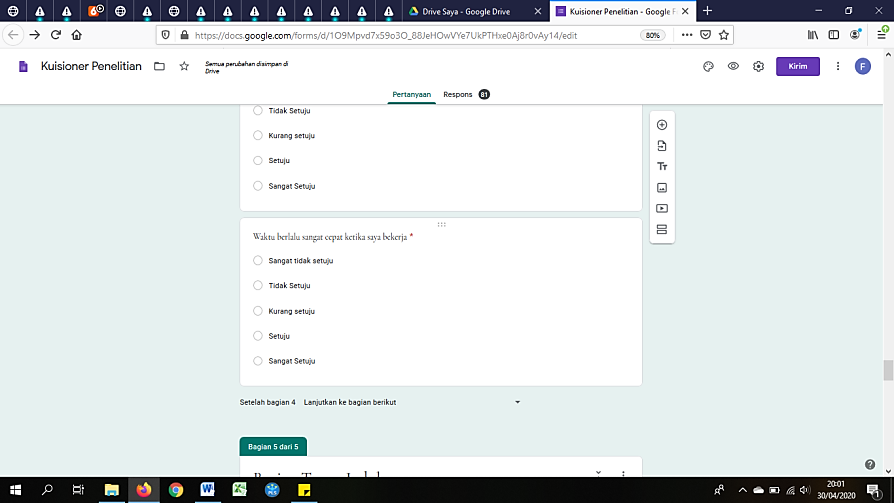 Drive Saya - Google Drive
Kuisioner Penelitian - Google F
https://docs.google.com/forms/d/1O9Mpvd7x59o3O_88JeHOwVYe7UkPTHxe0Aj8r0vAy14/edit
80%
Kuisioner Penelitian
Semua perubahan disimpan di
Drive
Kirim
F
Pertanyaan
Respons 81
Tidak Setuju
Kurang setuju
Setuju
Sangat Setuju
Tt
Waktu berlalu sangat cepat ketika saya bekerja *
Sangat tidak setuju
Tidak Setuju
Kurang setuju
Setuju
Sangat Setuju
Setelah bagian 4 Lanjutkan ke bagian berikut
Bagian 5 dari 5
20:01
30/04/2020